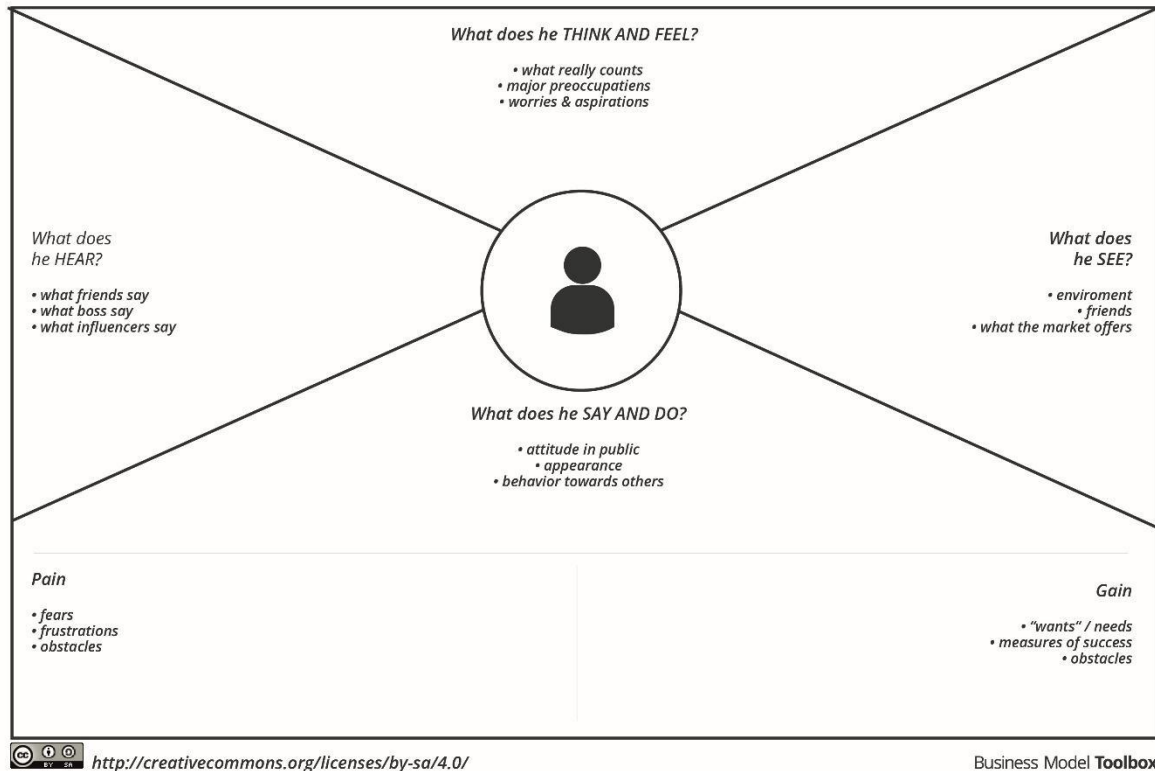 What does he THINK AND FEEL?
• what really counts
• major preoccupatiens
• worries & aspirations
What does
he HEAR?
• what friends say
• what boss say
• what influencers say
What does
he SEE?
• enviroment
• friends
• what the market offers
What does he SAY AND DO?
• attitude in public
• appearance
• behavior towards others
Pain
• fears
• frustrations
• obstacles
Gain
• “wants” / needs
• measures of success
• obstacles
cc BY SA
http://creativecommons.org/licenses/by-sa/4.0/
Business Model Toolbox